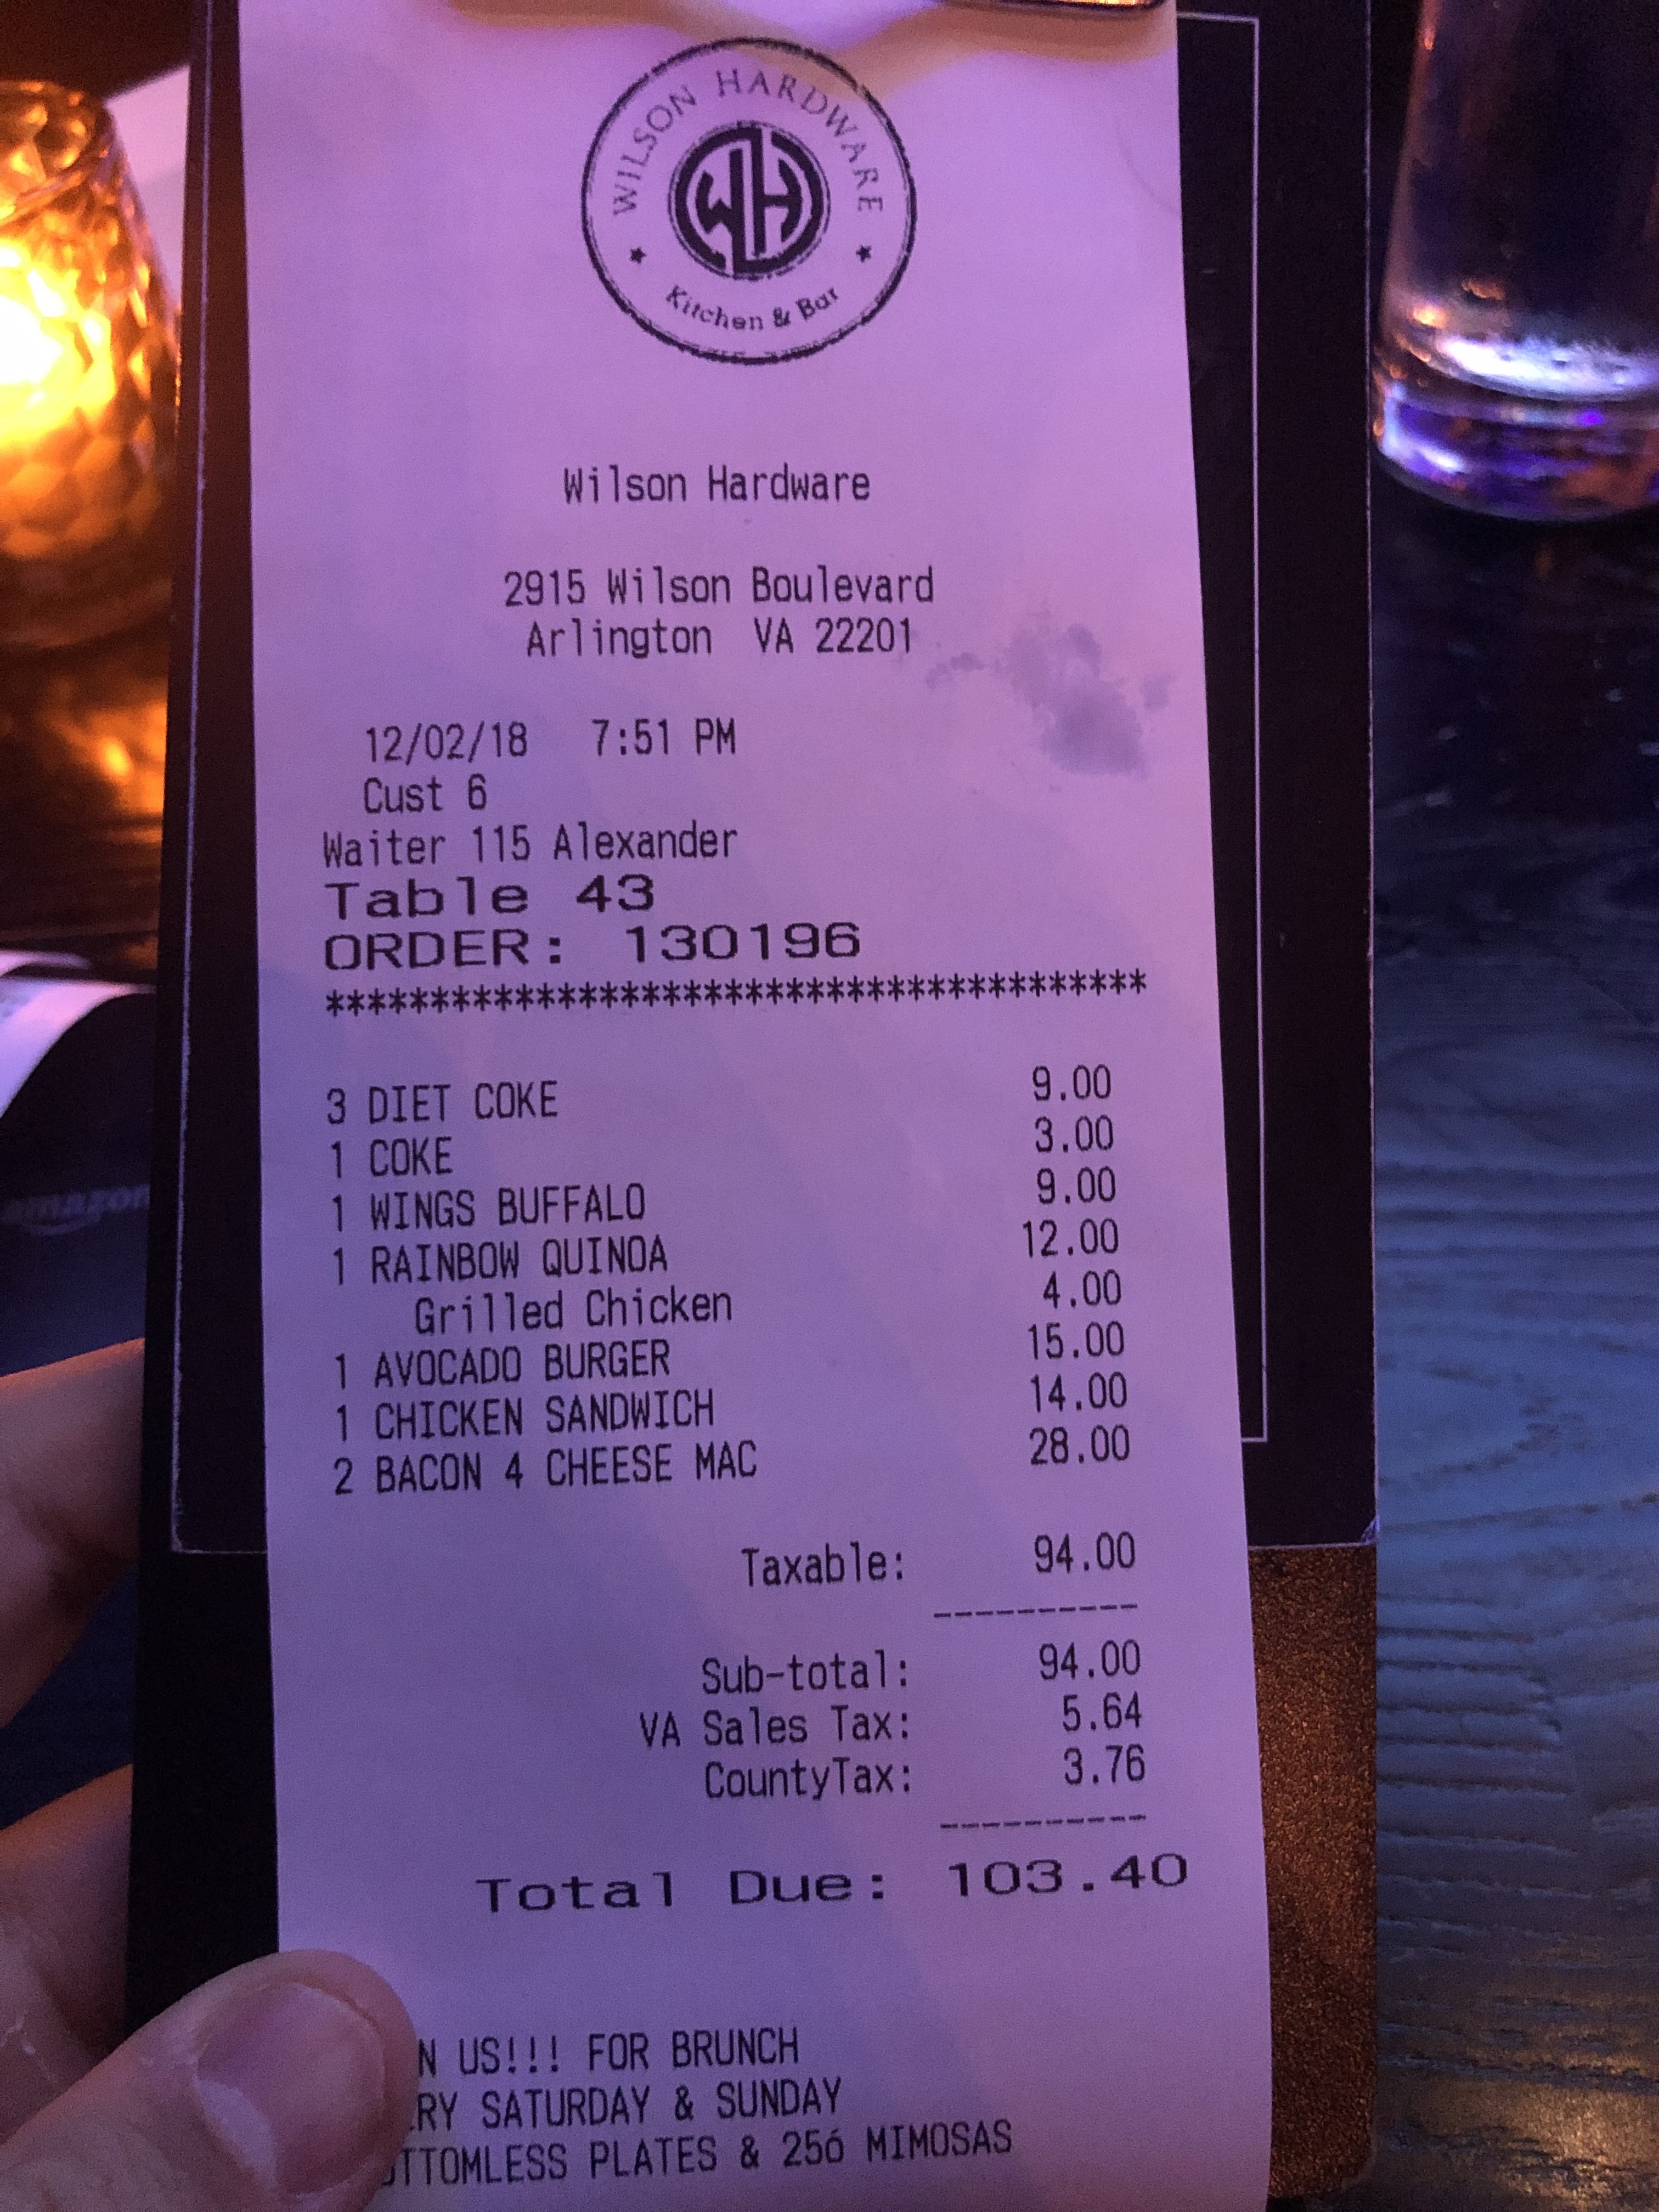 WILSON HARDWARE
WH
Kitchen & Bar
Wilson Hardware
2915 Wilson Boulevard
Arlington VA 22201
12/02/18 7:51 PM
Cust 6
Waiter 115 Alexander
Table 43
ORDER: 130196
***************************************
3 DIET COKE 9.00
1 COKE 3.00
1 WINGS BUFFALO 9.00
1 RAINBOW QUINOA 12.00
Grilled Chicken 4.00
1 AVOCADO BURGER 15.00
1 CHICKEN SANDWICH 14.00
2 BACON 4 CHEESE MAC 28.00
Taxable: 94.00
----------
Sub-total: 94.00
VA Sales Tax: 5.64
CountyTax: 3.76
----------
Total Due: 103.40
N US!!! FOR BRUNCH
RY SATURDAY & SUNDAY
TTOMLESS PLATES & 25ó MIMOSAS
amazon